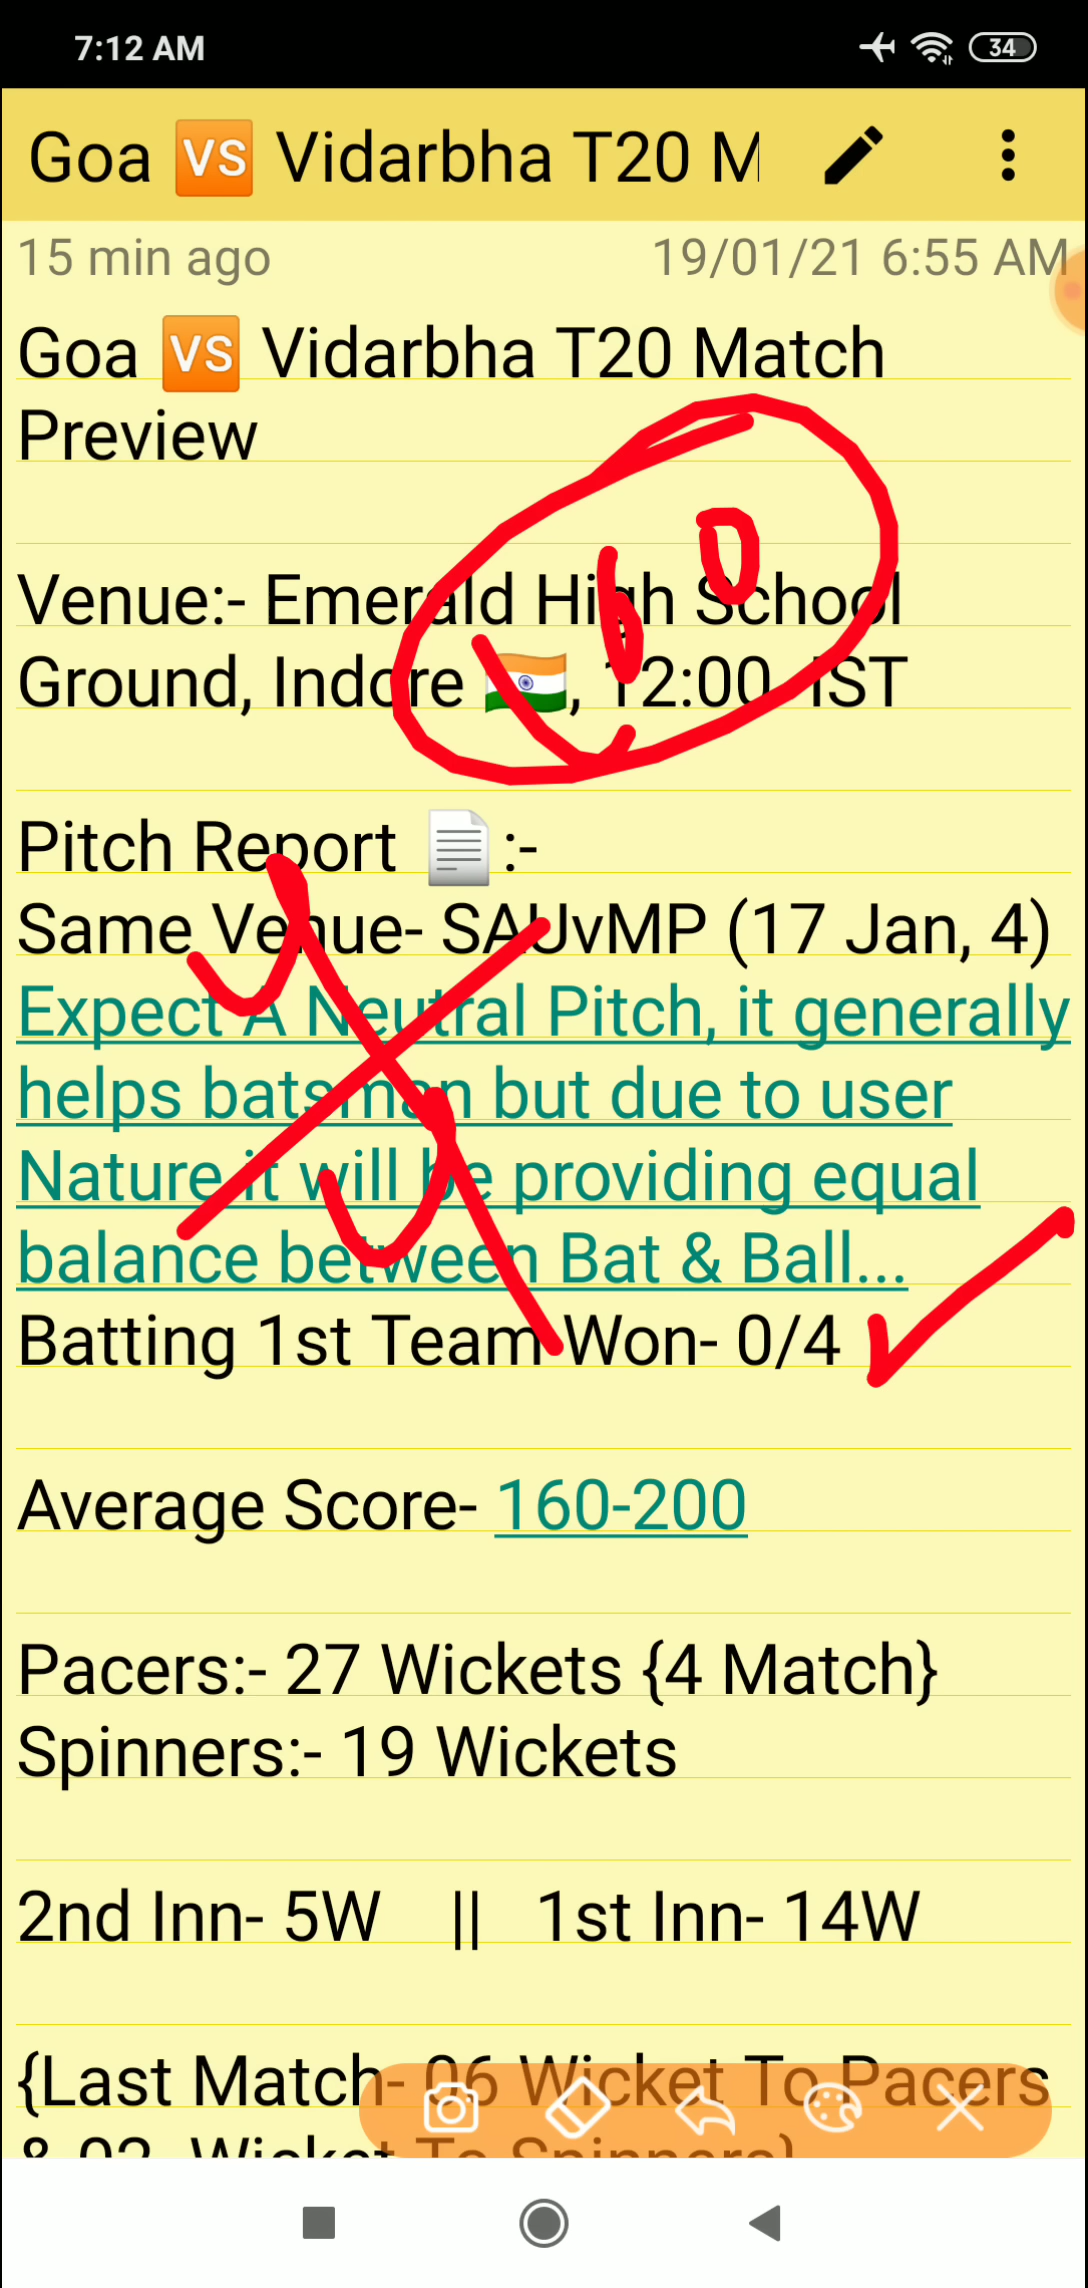 7:12 AM
34
Goa 🆚 Vidarbha T20 M
15 min ago 19/01/21 6:55 AM
Goa 🆚 Vidarbha T20 Match
Preview
Venue:- Emerald High School
Ground, Indore 🇮🇳, 12:00 IST
Pitch Report 📄:-
Same Venue- SAUvMP (17 Jan, 4)
Expect A Neutral Pitch, it generally
helps batsman but due to user
Nature it will be providing equal
balance between Bat & Ball...
Batting 1st Team Won- 0/4
Average Score- 160-200
Pacers:- 27 Wickets {4 Match}
Spinners:- 19 Wickets
2nd Inn- 5W || 1st Inn- 14W
{Last Match- 06 Wicket To Pacers
& 02 Wicket To Spinners}